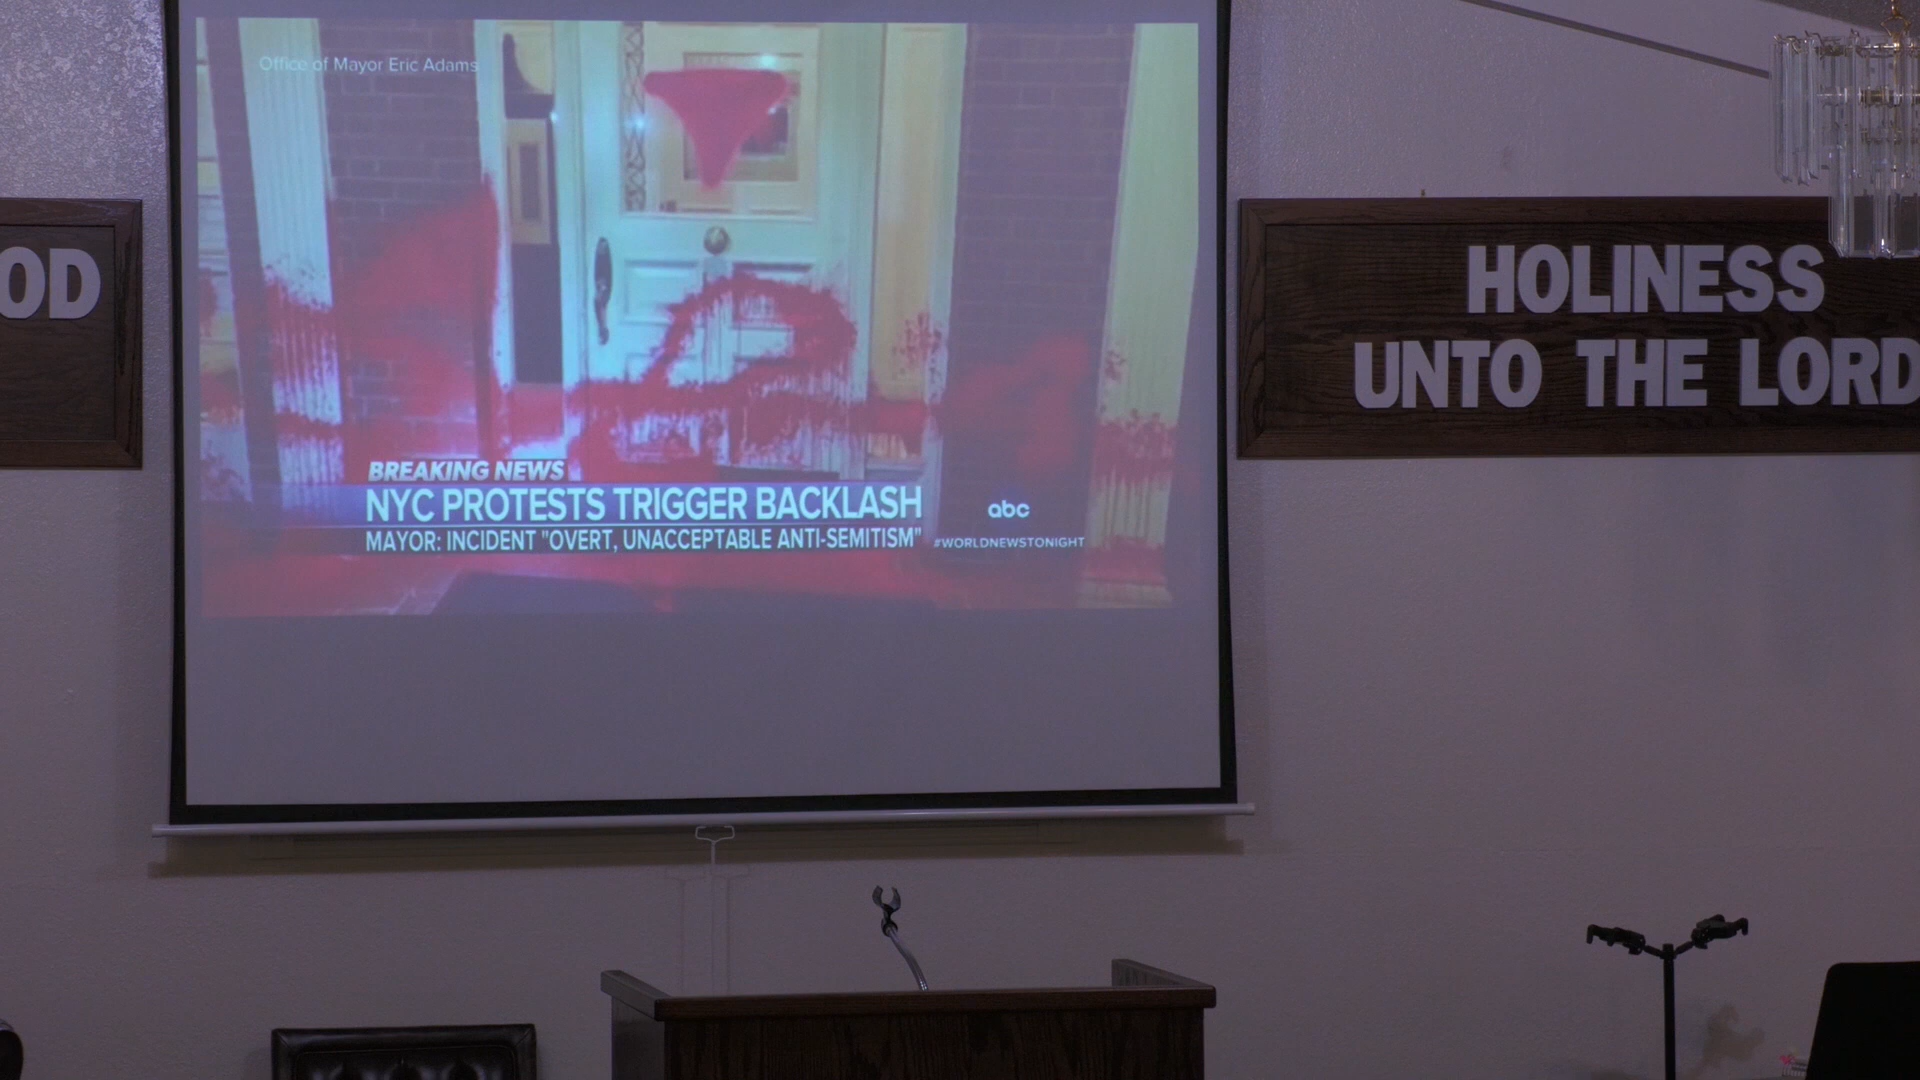 Office of Mayor Eric Adams
OD
HOLINESS
UNTO THE LORD
BREAKING NEWS
NYC PROTESTS TRIGGER BACKLASH
MAYOR: INCIDENT "OVERT, UNACCEPTABLE ANTI-SEMITISM"
abc
#WORLDNEWSTONIGHT